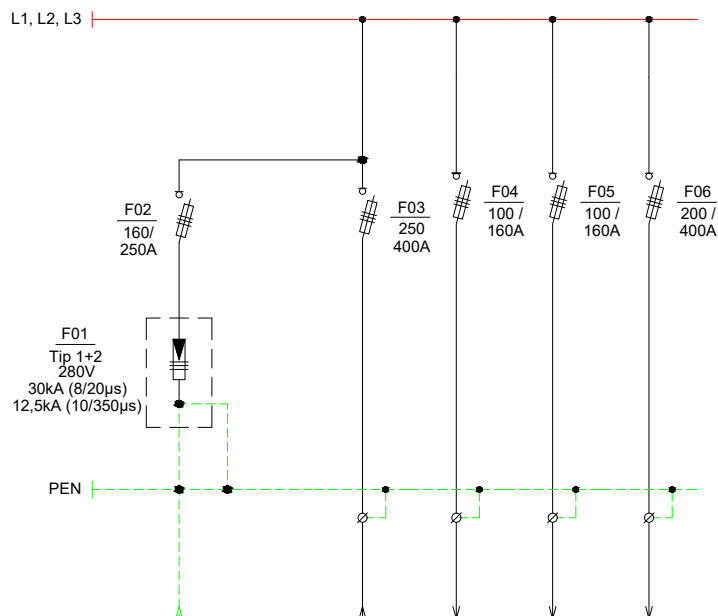 L1, L2, L3
F02
160/
250A
F03
250
400A
F04
100 /
160A
F05
100 /
160A
F06
200 /
400A
F01
Tip 1+2
280V
30kA (8/20µs)
12,5kA (10/350µs)
PEN